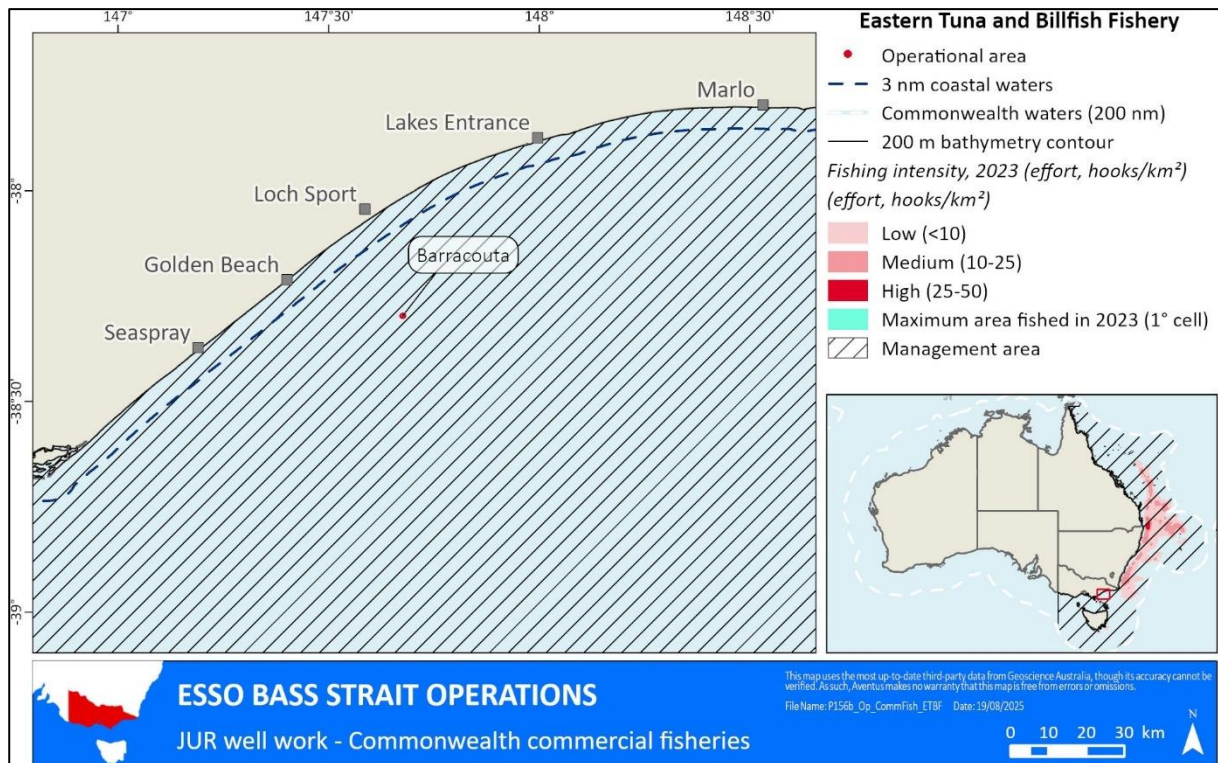 147°
147°30'
148°
148°30'
-38°
-38°30'
-39°
Marlo
Lakes Entrance
Loch Sport
Barracouta
Golden Beach
Seaspray
Eastern Tuna and Billfish Fishery
Operational area
3 nm coastal waters
Commonwealth waters (200 nm)
200 m bathymetry contour
Fishing intensity, 2023 (effort, hooks/km²)
(effort, hooks/km²)
Low (<10)
Medium (10-25)
High (25-50)
Maximum area fished in 2023 (1° cell)
Management area
ESSO BASS STRAIT OPERATIONS
JUR well work - Commonwealth commercial fisheries
This map uses the most up-to-date third-party data from Geoscience Australia, though its accuracy cannot be
verified. As such, Aventus makes no warranty that this map is free from errors or omissions.
File Name: P156b_Op_CommFish_ETBF Date: 19/08/2025
N
0 10 20 30 km